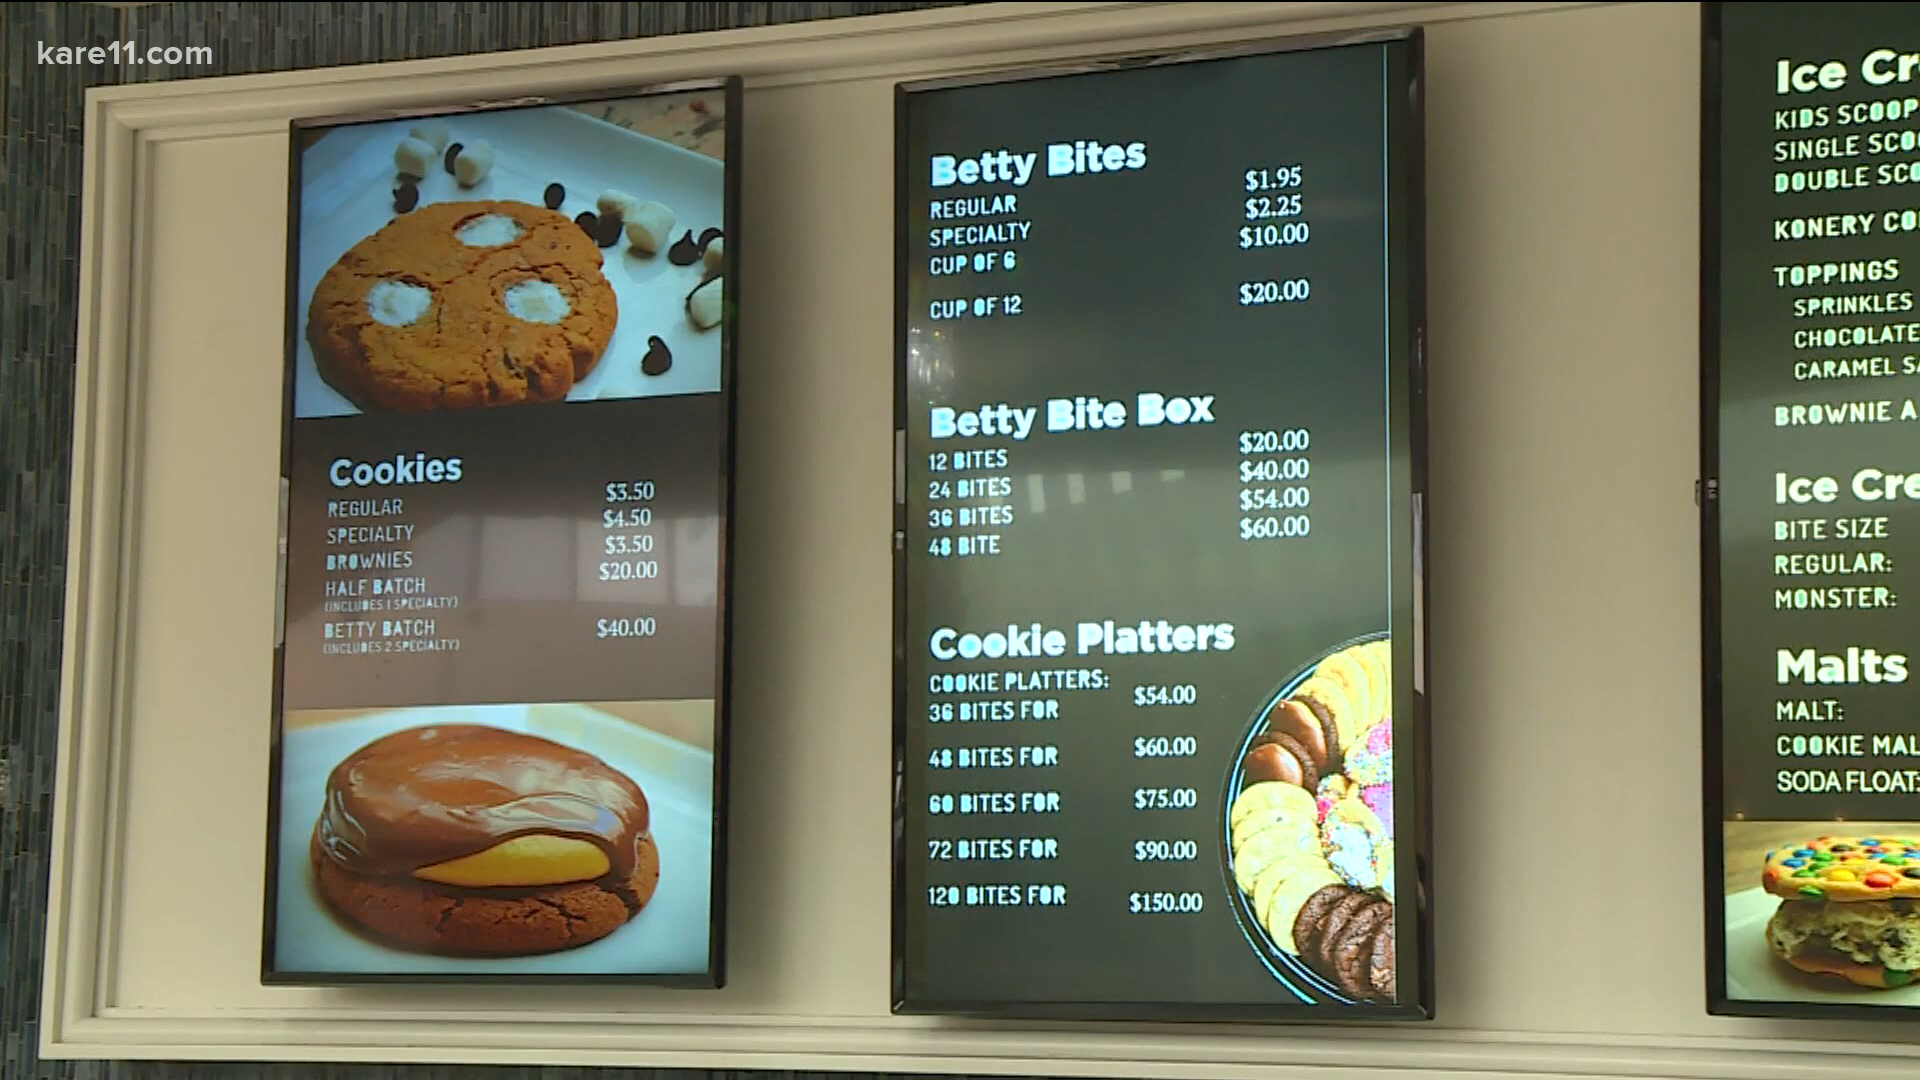 kare11.com
Cookies
REGULAR $3.50
SPECIALTY $4.50
BROWNIES $3.50
HALF BATCH $20.00
(INCLUDES 1 SPECIALTY)
BETTY BATCH $40.00
(INCLUDES 2 SPECIALTY)
Betty Bites
REGULAR $1.95
SPECIALTY $2.25
CUP OF 6 $10.00
CUP OF 12 $20.00
Betty Bite Box
12 BITES $20.00
24 BITES $40.00
36 BITES $54.00
48 BITE $60.00
Cookie Platters
COOKIE PLATTERS:
36 BITES FOR $54.00
48 BITES FOR $60.00
60 BITES FOR $75.00
72 BITES FOR $90.00
120 BITES FOR $150.00
Ice
KIDS SCOOP
SINGLE
DOUBLE
KONERY
TOPPINGS
SPRINKLES
CHOCOLATE
CARAMEL
BROWNIE A
Ice
BITE SIZE
REGULAR:
MONSTER:
Malts
MALT:
COOKIE
SODA FLOAT: